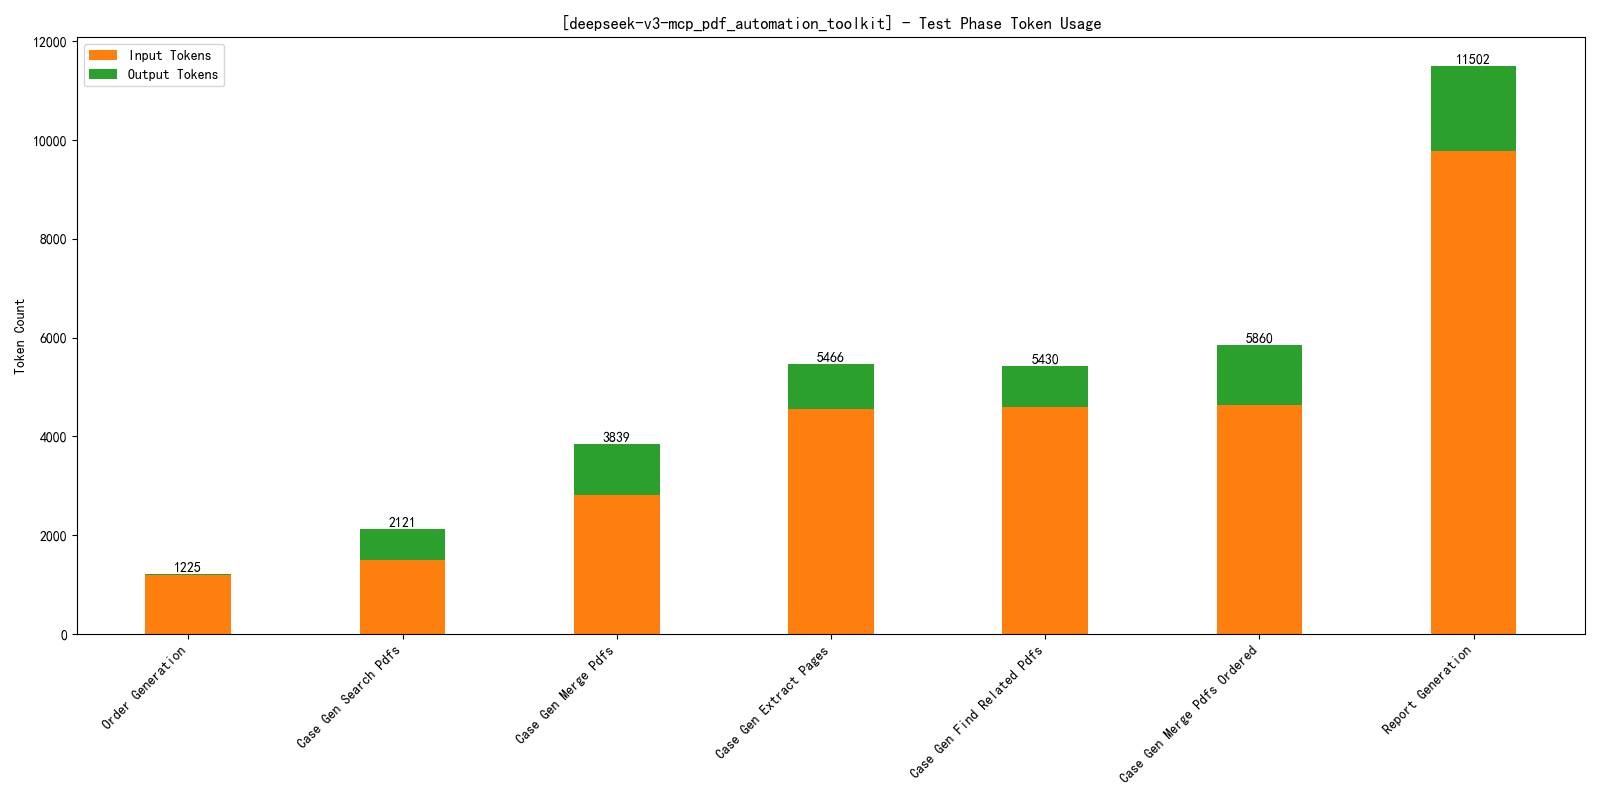 [deepseek-v3-mcp_pdf_automation_toolkit] - Test Phase Token Usage
Input Tokens
Output Tokens
Token Count
12000
10000
8000
6000
4000
2000
0
1225
2121
3839
5466
5430
5860
11502
Order Generation
Case Gen Search Pdfs
Case Gen Merge Pdfs
Case Gen Extract Pages
Case Gen Find Related Pdfs
Case Gen Merge Pdfs Ordered
Report Generation